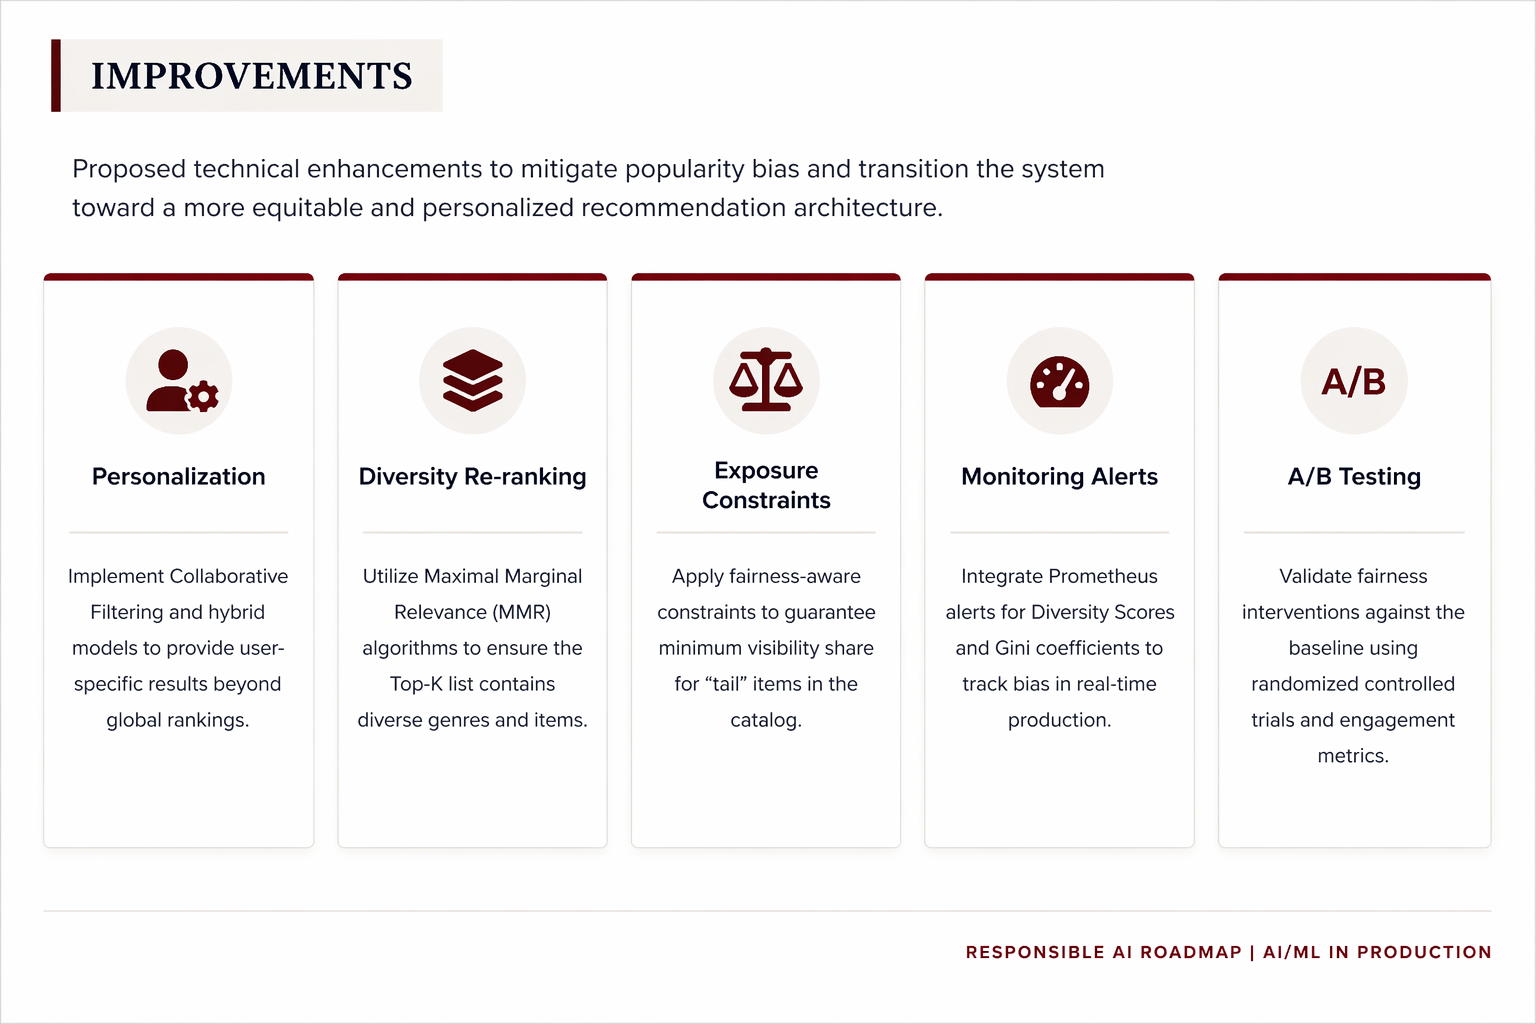 IMPROVEMENTS
Proposed technical enhancements to mitigate popularity bias and transition the system
toward a more equitable and personalized recommendation architecture.
Personalization
Implement Collaborative
Filtering and hybrid
models to provide user-
specific results beyond
global rankings.
Diversity Re-ranking
Utilize Maximal Marginal
Relevance (MMR)
algorithms to ensure the
Top-K list contains
diverse genres and items.
Exposure
Constraints
Apply fairness-aware
constraints to guarantee
minimum visibility share
for “tail” items in the
catalog.
Monitoring Alerts
Integrate Prometheus
alerts for Diversity Scores
and Gini coefficients to
track bias in real-time
production.
A/B
A/B Testing
Validate fairness
interventions against the
baseline using
randomized controlled
trials and engagement
metrics.
RESPONSIBLE AI ROADMAP | AI/ML IN PRODUCTION